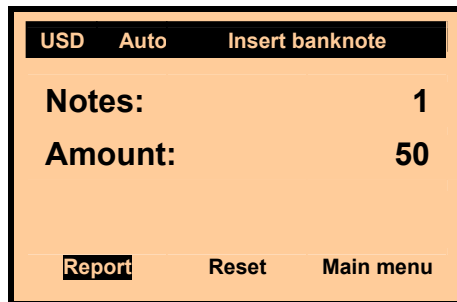 USD Auto Insert banknote
Notes: 1
Amount: 50
Report Reset Main menu